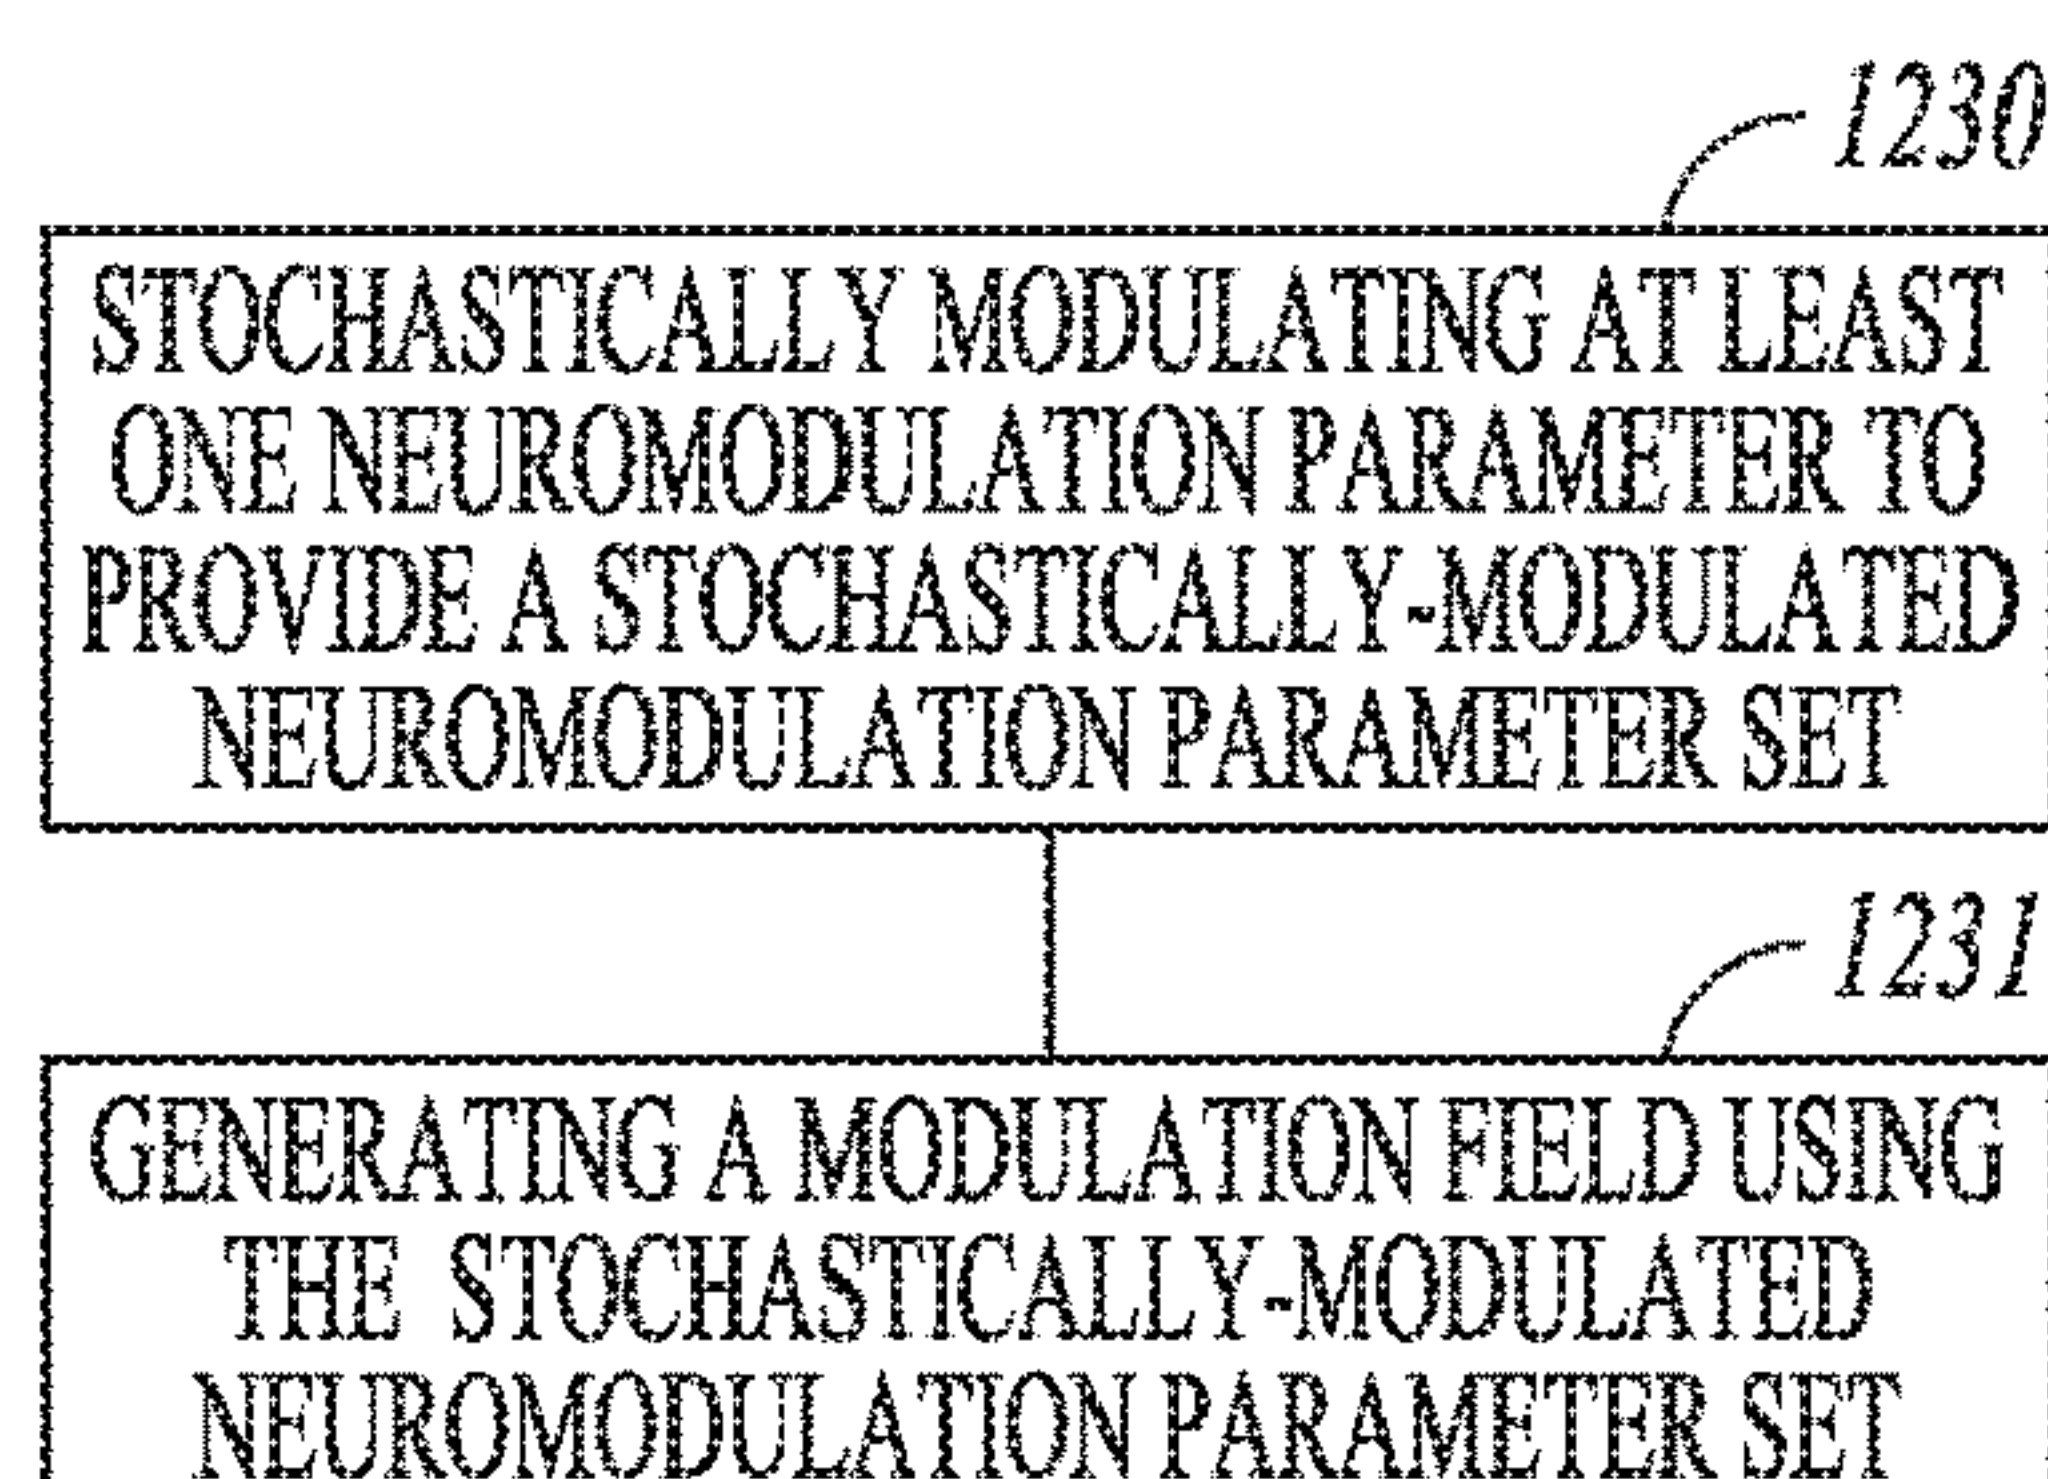 1230
STOCHASTICALLY MODULATING AT LEAST
ONE NEUROMODULATION PARAMETER TO
PROVIDE A STOCHASTICALLY-MODULATED
NEUROMODULATION PARAMETER SET
1231
GENERATING A MODULATION FIELD USING
THE STOCHASTICALLY-MODULATED
NEUROMODULATION PARAMETER SET